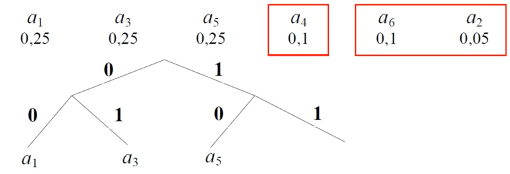 a₁ a₃ a₅ a₄ a₆ a₂
0,25 0,25 0,25 0,1 0,1 0,05
0 1
0 1 0 1
a₁ a₃ a₅